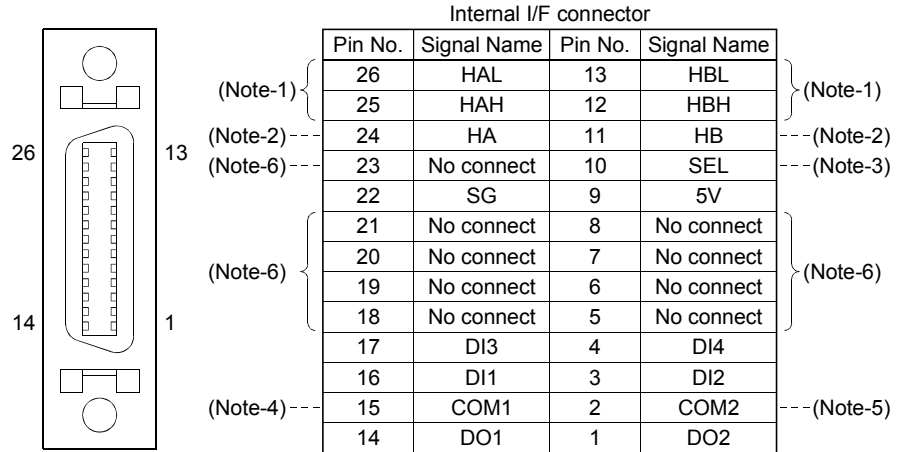 Internal I/F connector
Pin No. Signal Name Pin No. Signal Name
(Note-1) 26 HAL 13 HBL (Note-1)
25 HAH 12 HBH
(Note-2) 24 HA 11 HB (Note-2)
26 13 (Note-6) 23 No connect 10 SEL (Note-3)
22 SG 9 5V
21 No connect 8 No connect
(Note-6) 20 No connect 7 No connect (Note-6)
19 No connect 6 No connect
14 1 18 No connect 5 No connect
17 DI3 4 DI4
16 DI1 3 DI2
(Note-4) 15 COM1 2 COM2 (Note-5)
14 DO1 1 DO2